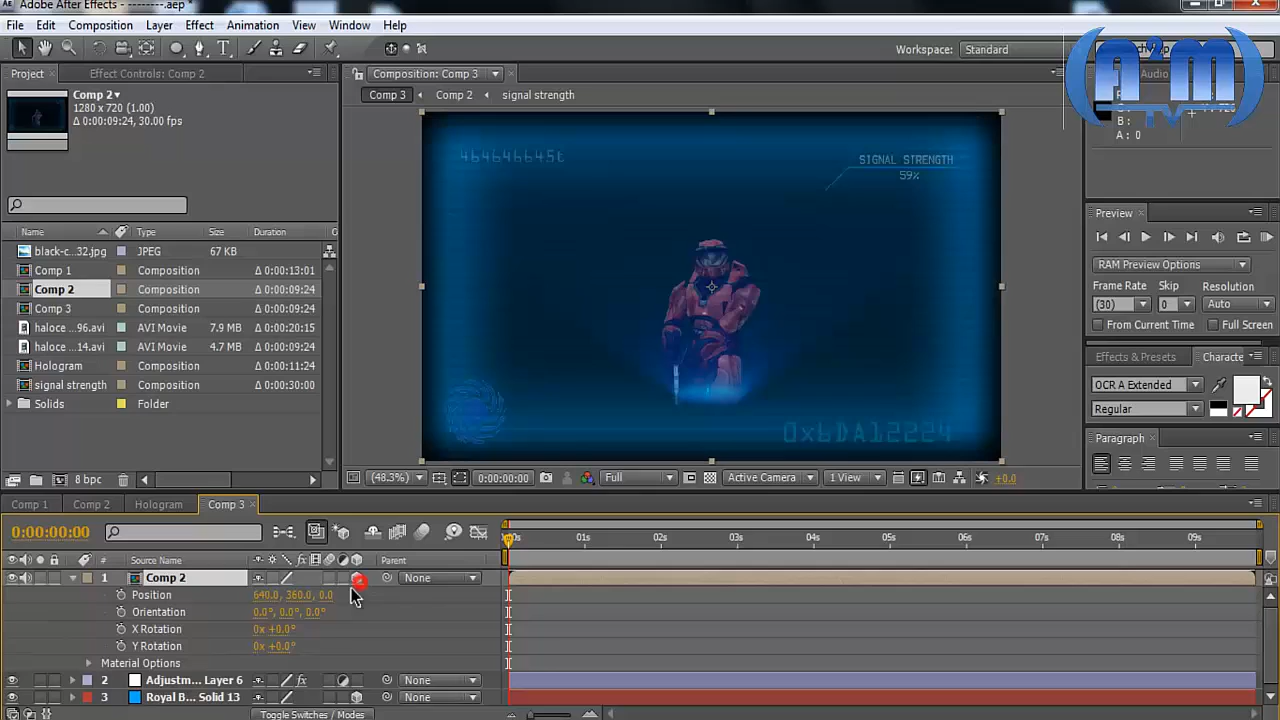 Adobe After Effects - --------.aep *
File Edit Composition Layer Effect Animation View Window Help
Workspace: Standard
n²m TV
Project Effect Controls: Comp 2 Composition: Comp 3 Audio
Comp 2▾
1280 x 720 (1.00)
Δ 0:00:09:24, 30.00 fps
Comp 3 Comp 2 signal strength
B :
A : 0
464646645t
SIGNAL STRENGTH
59%
0x6DA12224
Name Type Size Duration
black-c...32.jpg JPEG 67 KB
Comp 1 Composition Δ 0:00:13:01
Comp 2 Composition Δ 0:00:09:24
Comp 3 Composition Δ 0:00:09:24
haloce ...96.avi AVI Movie 7.9 MB Δ 0:00:20:15
haloce ...14.avi AVI Movie 4.7 MB Δ 0:00:09:24
Hologram Composition Δ 0:00:11:24
signal strength Composition Δ 0:00:30:00
Solids Folder
8 bpc
(48.3%) 0:00:00:00 Full Active Camera 1 View +0.0
Preview
RAM Preview Options
Frame Rate Skip Resolution
(30) 0 Auto
From Current Time Full Screen
Effects & Presets Characte
OCR A Extended
Regular
Paragraph
Comp 1 Comp 2 Hologram Comp 3
0:00:00:00
01s 02s 03s 04s 05s 06s 07s 08s 09s
# Source Name Parent
1 Comp 2 None
Position 640.0, 360.0, 0.0
Orientation 0.0°, 0.0°, 0.0°
X Rotation 0x +0.0°
Y Rotation 0x +0.0°
Material Options
2 Adjustm... Layer 6 None
3 Royal B... Solid 13 None
Toggle Switches / Modes